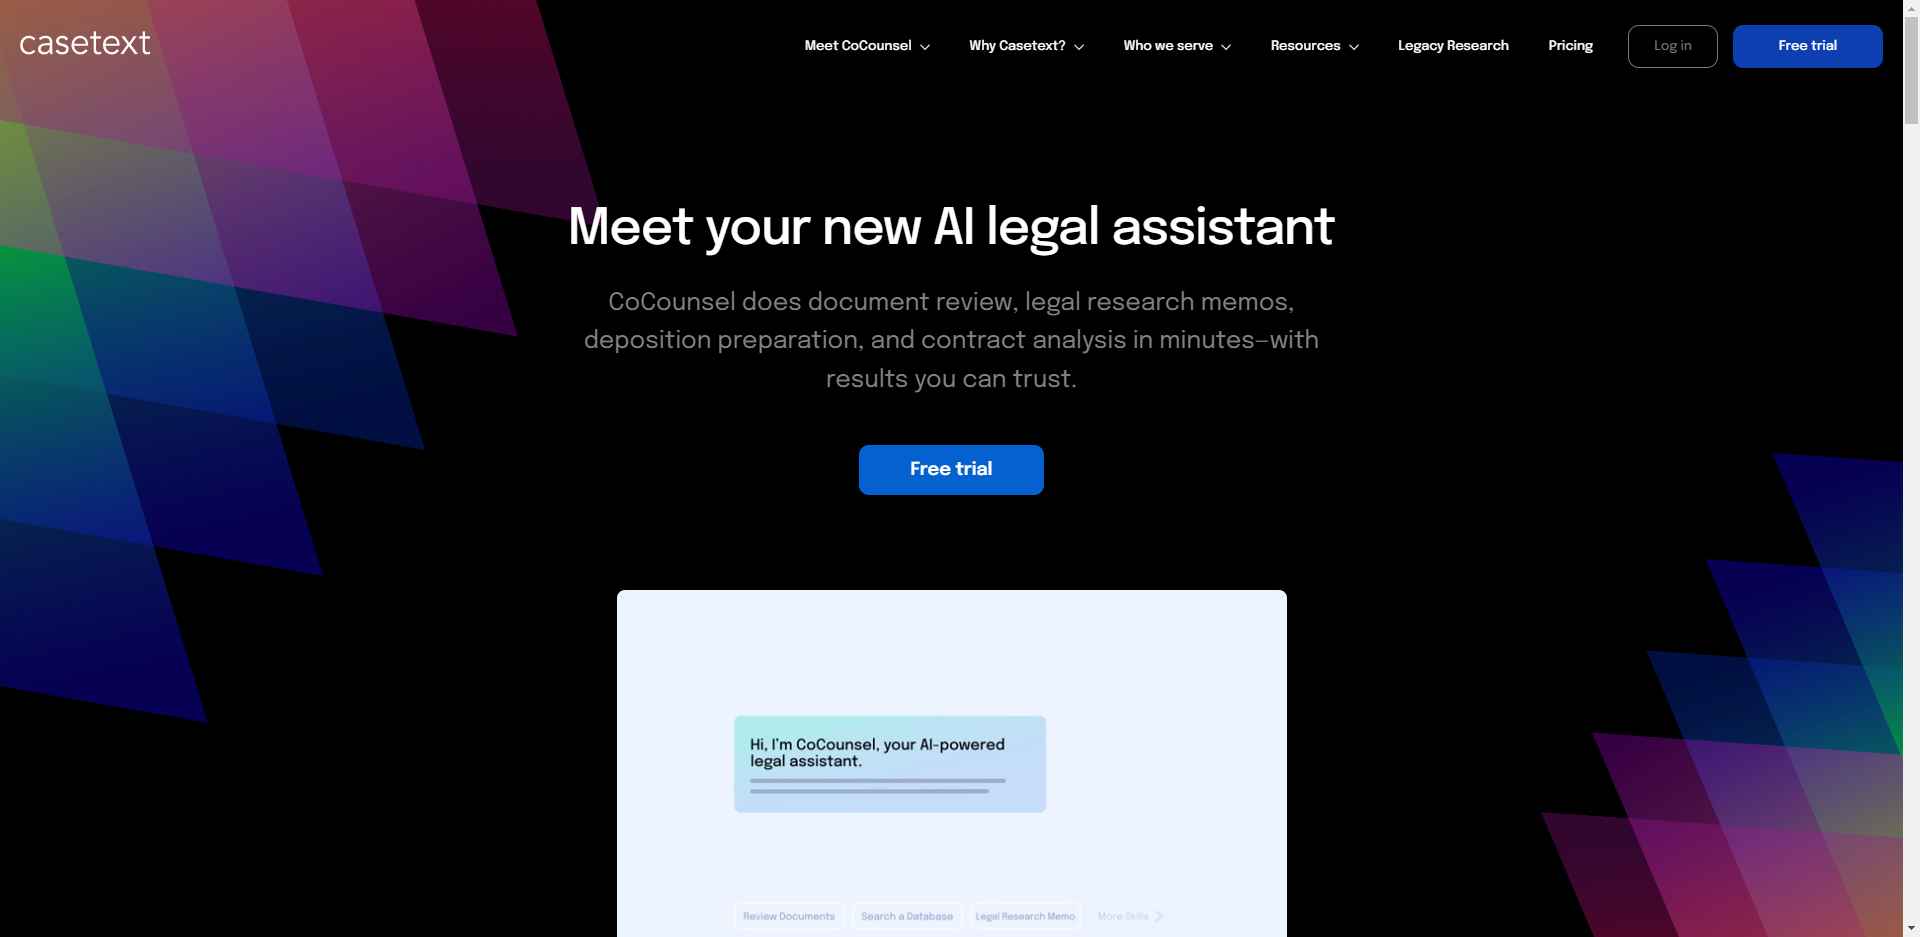 casetext
Meet CoCounsel
Why Casetext?
Who we serve
Resources
Legacy Research
Pricing
Log in
Free trial
Meet your new AI legal assistant
CoCounsel does document review, legal research memos,
deposition preparation, and contract analysis in minutes—with
results you can trust.
Free trial
Hi, I'm CoCounsel, your AI-powered
legal assistant.
Review Documents
Search a Database
Legal Research Memo
More Skills